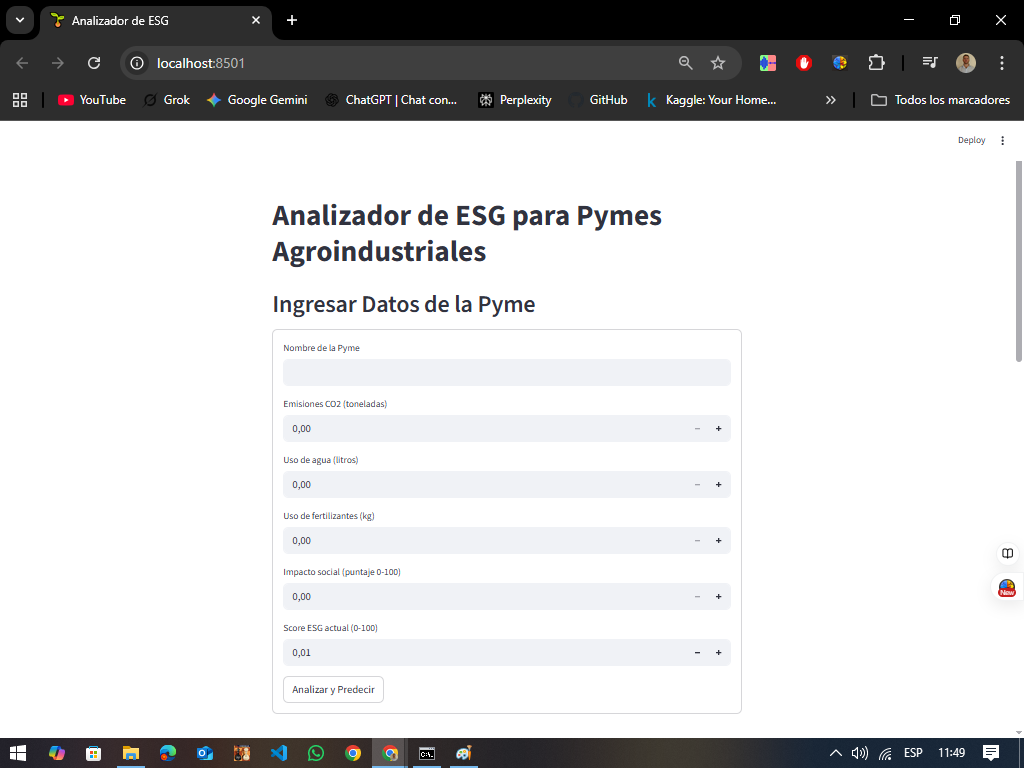 Analizador de ESG
localhost:8501
YouTube
Grok
Google Gemini
ChatGPT | Chat con...
Perplexity
GitHub
Kaggle: Your Home...
Todos los marcadores
Deploy
Analizador de ESG para Pymes
Agroindustriales
Ingresar Datos de la Pyme
Nombre de la Pyme
Emisiones CO2 (toneladas)
0,00
Uso de agua (litros)
0,00
Uso de fertilizantes (kg)
0,00
Impacto social (puntaje 0-100)
0,00
Score ESG actual (0-100)
0,01
Analizar y Predecir
New
ESP
11:49